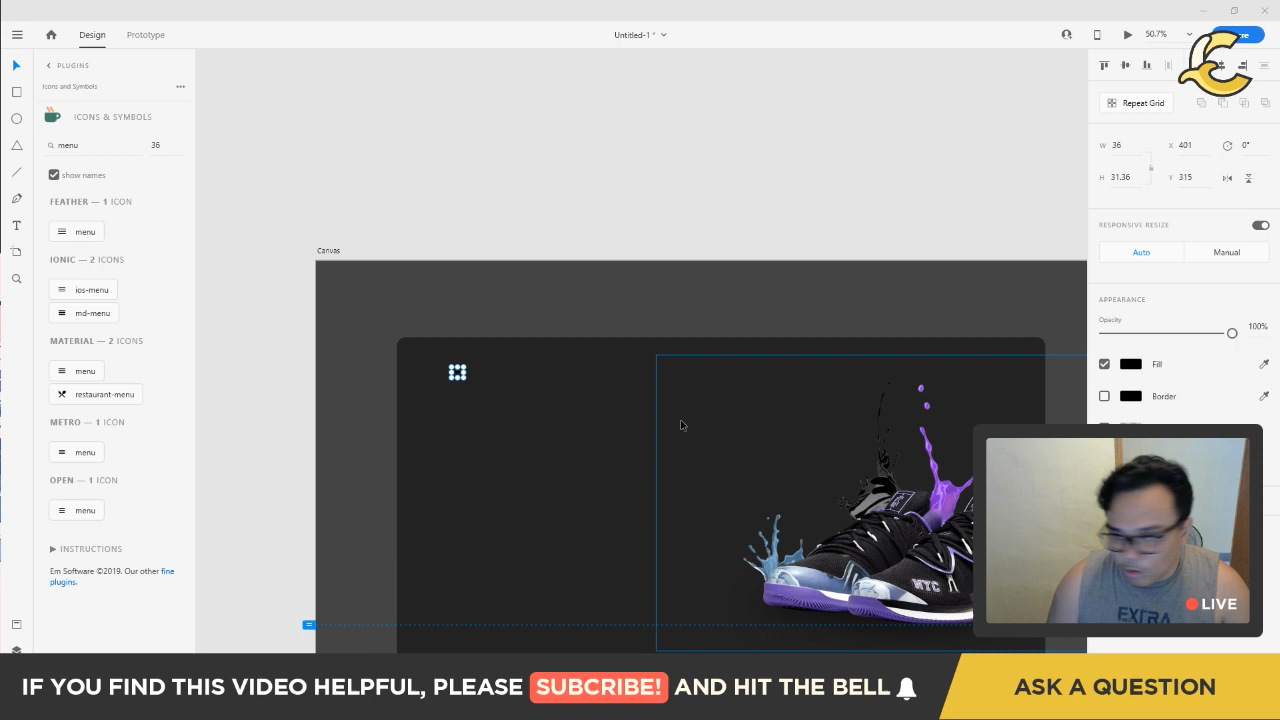 Design
Prototype
Untitled-1 *
50.7%
PLUGINS
Icons and Symbols
ICONS & SYMBOLS
menu
36
show names
FEATHER — 1 ICON
menu
IONIC — 2 ICONS
ios-menu
md-menu
MATERIAL — 2 ICONS
menu
restaurant-menu
METRO — 1 ICON
menu
OPEN — 1 ICON
menu
INSTRUCTIONS
Em Software ©2019. Our other fine
plugins.
Canvas
NYC
Repeat Grid
W 36
X 401
0°
H 31.36
Y 315
RESPONSIVE RESIZE
Auto
Manual
APPEARANCE
Opacity
100%
Fill
Border
EXTRA
LIVE
IF YOU FIND THIS VIDEO HELPFUL, PLEASE SUBCRIBE! AND HIT THE BELL
ASK A QUESTION